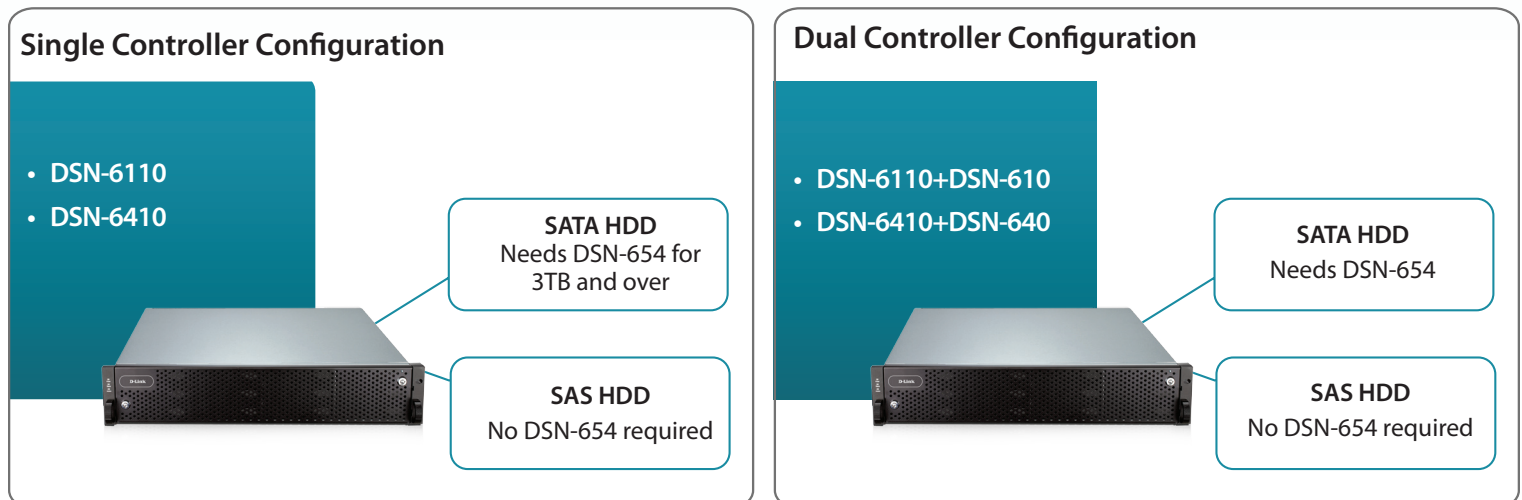 Single Controller Configuration
• DSN-6110
• DSN-6410
SATA HDD
Needs DSN-654 for
3TB and over
D-Link
SAS HDD
No DSN-654 required
Dual Controller Configuration
• DSN-6110+DSN-610
• DSN-6410+DSN-640
SATA HDD
Needs DSN-654
D-Link
SAS HDD
No DSN-654 required